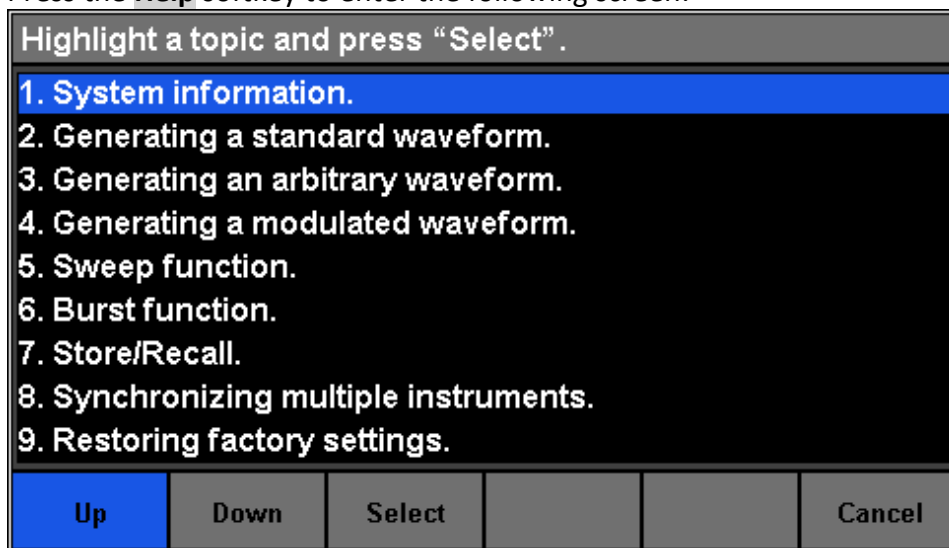 Press the Help softkey to enter the following screen.
Highlight a topic and press “Select”.
1. System information.
2. Generating a standard waveform.
3. Generating an arbitrary waveform.
4. Generating a modulated waveform.
5. Sweep function.
6. Burst function.
7. Store/Recall.
8. Synchronizing multiple instruments.
9. Restoring factory settings.
Up Down Select Cancel